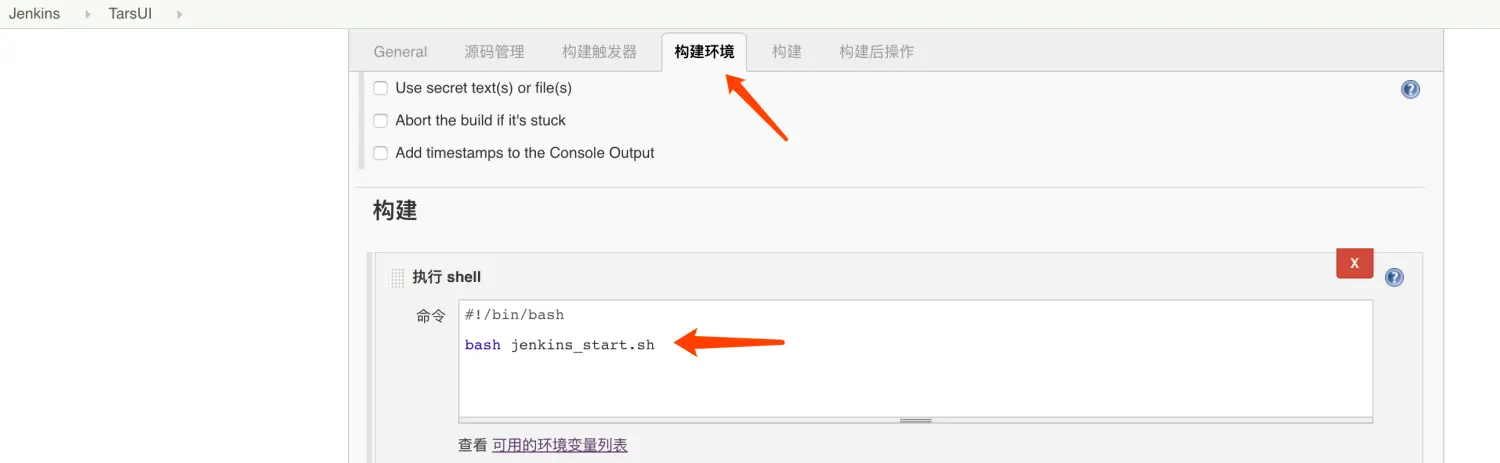 Jenkins TarsUI
General 源码管理 构建触发器 构建环境 构建 构建后操作
Use secret text(s) or file(s)
?
Abort the build if it's stuck
Add timestamps to the Console Output
构建
X
执行 shell
?
命令
#!/bin/bash
bash jenkins_start.sh
查看 可用的环境变量列表